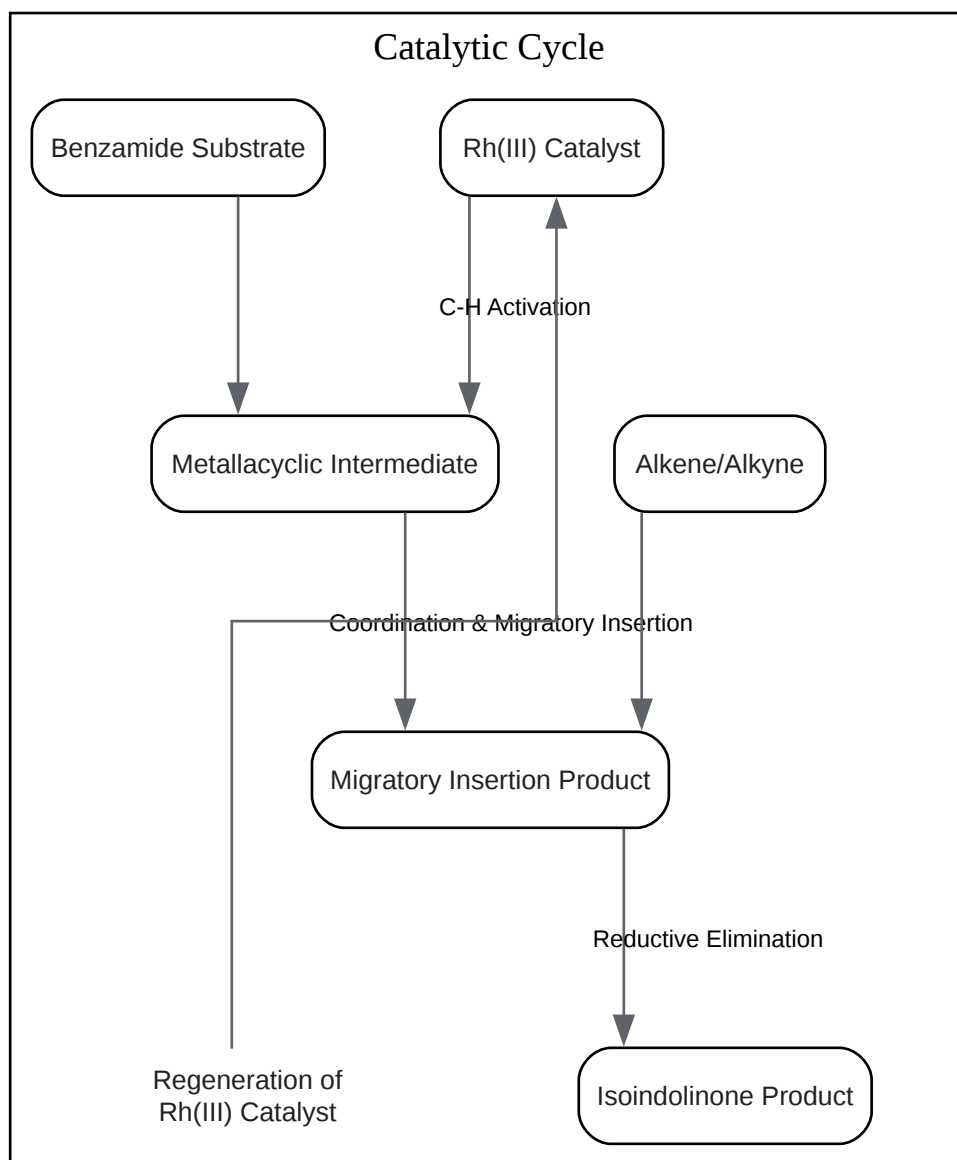 Catalytic Cycle
Benzamide Substrate
Rh(III) Catalyst
C-H Activation
Metallacyclic Intermediate
Alkene/Alkyne
Coordination & Migratory Insertion
Migratory Insertion Product
Reductive Elimination
Regeneration of
Rh(III) Catalyst
Isoindolinone Product